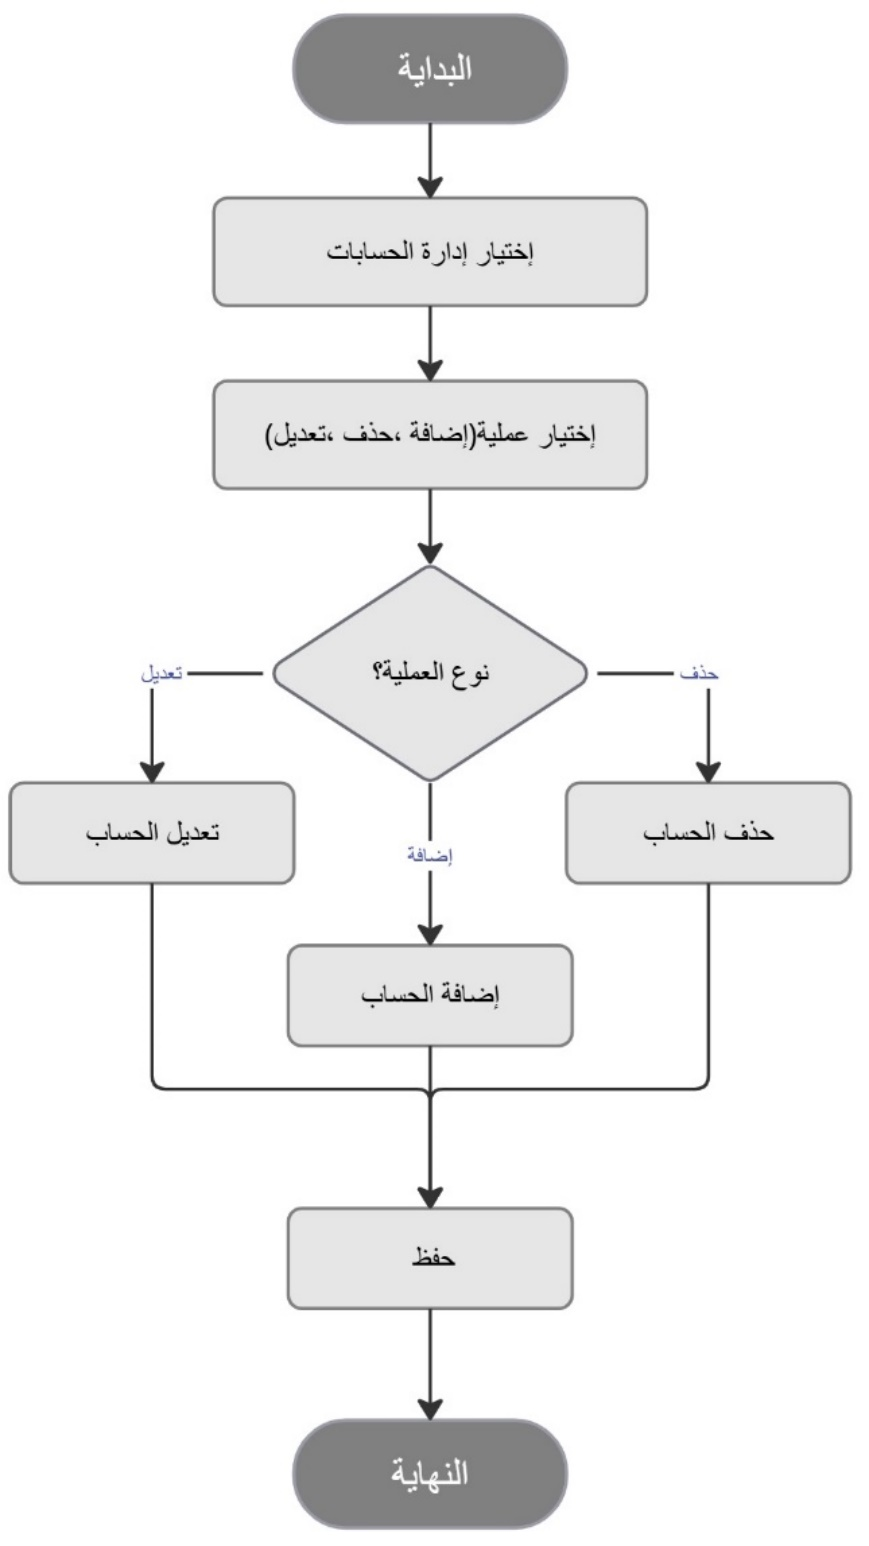 البداية
إختيار إدارة الحسابات
إختيار عملية(إضافة ،حذف ،تعديل)
نوع العملية؟
حذف
تعديل
حذف الحساب
تعديل الحساب
إضافة
إضافة الحساب
حفظ
النهاية